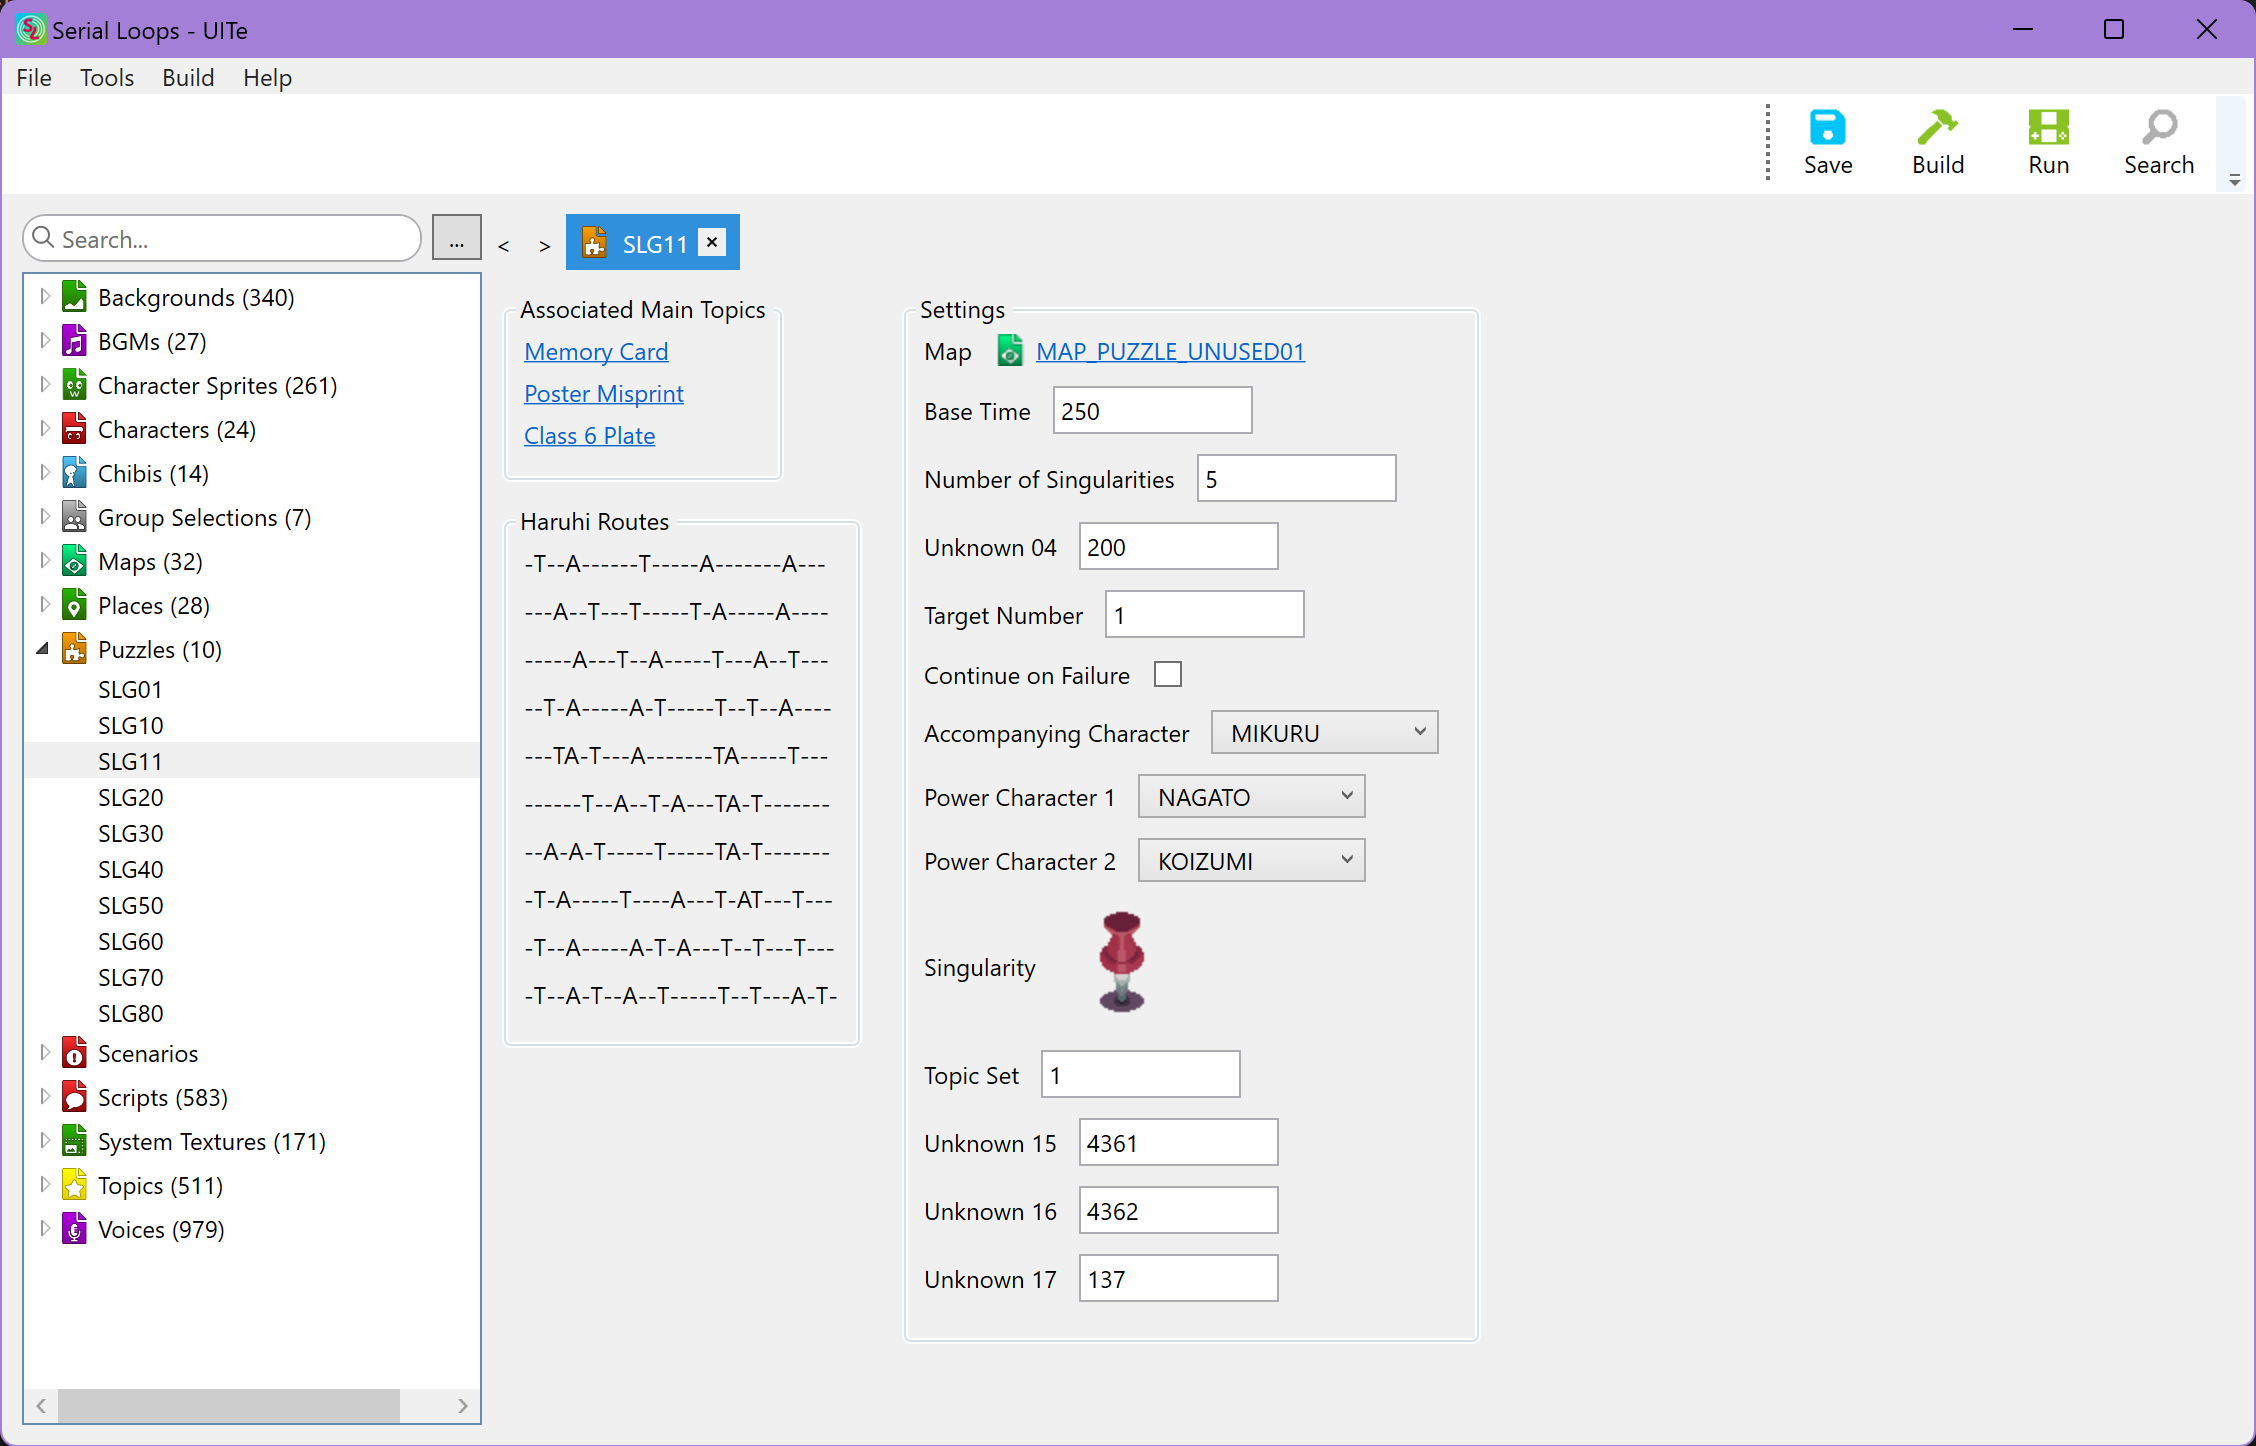 Serial Loops - UITe
File Tools Build Help
Save Build Run Search
Search...
...
< >
SLG11
Backgrounds (340)
BGMs (27)
Character Sprites (261)
Characters (24)
Chibis (14)
Group Selections (7)
Maps (32)
Places (28)
Puzzles (10)
SLG01
SLG10
SLG11
SLG20
SLG30
SLG40
SLG50
SLG60
SLG70
SLG80
Scenarios
Scripts (583)
System Textures (171)
Topics (511)
Voices (979)
Associated Main Topics
Memory Card
Poster Misprint
Class 6 Plate
Haruhi Routes
-T--A------T-----A-------A---
---A--T---T-----T-A-----A----
-----A---T--A-----T---A--T---
--T-A-----A-T-----T--T--A----
---TA-T---A-------TA-----T---
------T--A--T-A---TA-T-------
--A-A-T-----T-----TA-T-------
-T-A-----T----A---T-AT---T---
-T--A-----A-T-A---T--T---T---
-T--A-T--A--T-----T--T---A-T-
Settings
Map MAP_PUZZLE_UNUSED01
Base Time 250
Number of Singularities 5
Unknown 04 200
Target Number 1
Continue on Failure
Accompanying Character MIKURU
Power Character 1 NAGATO
Power Character 2 KOIZUMI
Singularity
Topic Set 1
Unknown 15 4361
Unknown 16 4362
Unknown 17 137